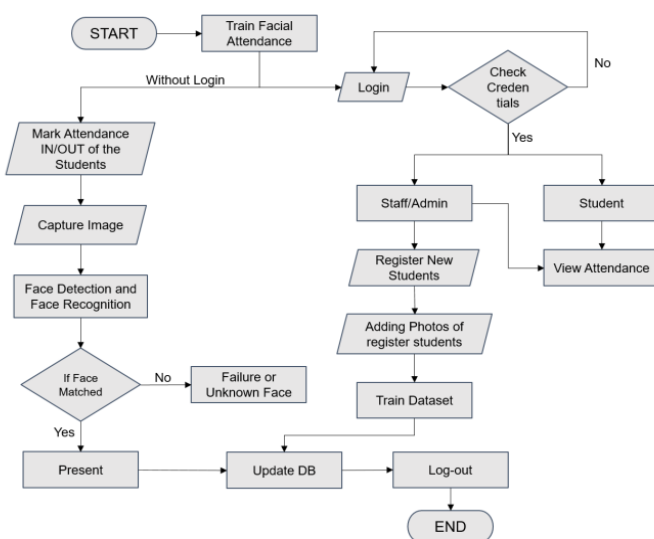 START
Train Facial
Attendance
Without Login
Login
Check
Creden
tials
No
Yes
Mark Attendance
IN/OUT of the
Students
Staff/Admin
Student
Capture Image
Register New
Students
View Attendance
Face Detection and
Face Recognition
Adding Photos of
register students
If Face
Matched
No
Failure or
Unknown Face
Train Dataset
Yes
Present
Update DB
Log-out
END